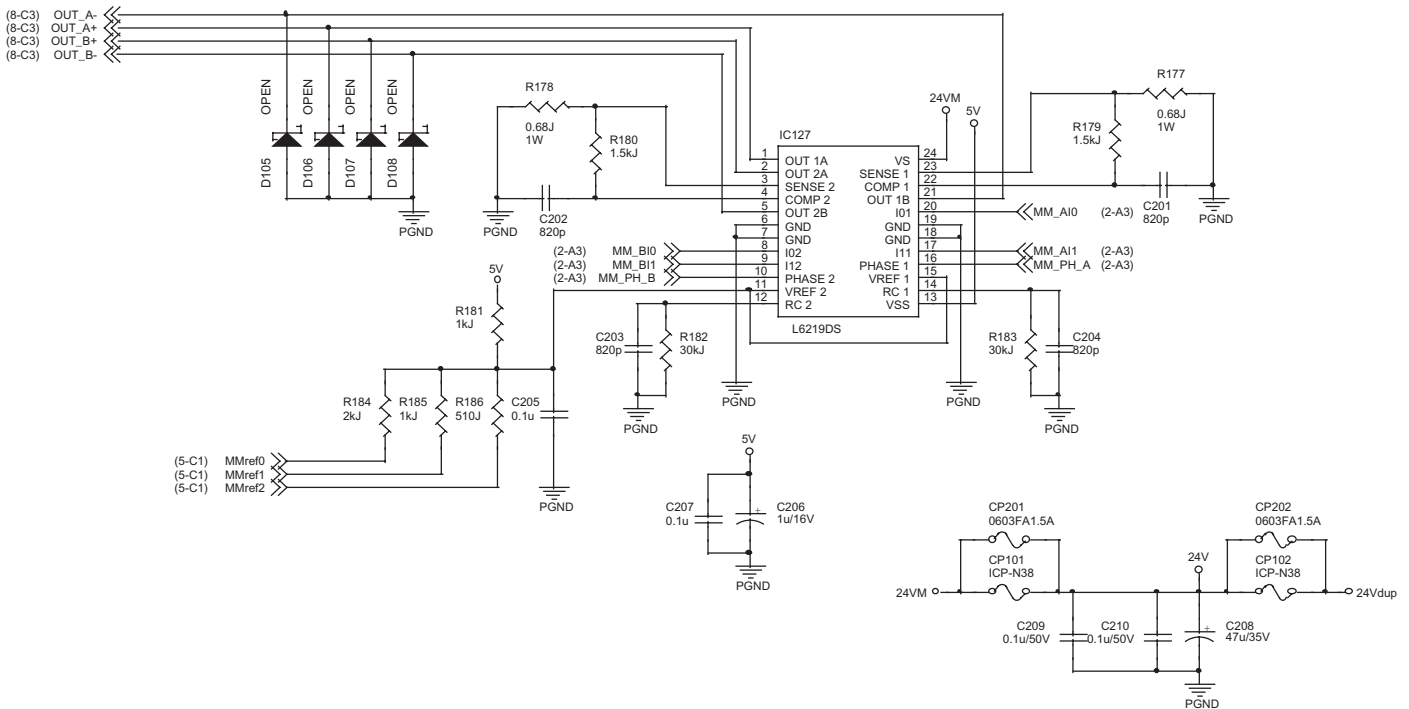 (8-C3) OUT_A-
(8-C3) OUT_A+
(8-C3) OUT_B+
(8-C3) OUT_B-
OPEN
OPEN
OPEN
OPEN
1
1
1
1
D105
D106
D107
D108
PGND
R178
0.68J
1W
R180
1.5kJ
C202
820p
PGND
IC127
L6219DS
1 OUT 1A
2 OUT 2A
3 SENSE 2
4 COMP 2
5 OUT 2B
6 GND
7 GND
8 I02
9 I12
10 PHASE 2
11 VREF 2
12 RC 2
VS 24
SENSE 1 23
COMP 1 22
OUT 1B 21
I01 20
GND 19
GND 18
I11 17
PHASE 1 16
VREF 1 15
RC 1 14
VSS 13
24VM
5V
R177
0.68J
1W
R179
1.5kJ
C201
820p
PGND
MM_AI0 (2-A3)
MM_AI1 (2-A3)
MM_PH_A (2-A3)
(2-A3) MM_BI0
(2-A3) MM_BI1
(2-A3) MM_PH_B
5V
R181
1kJ
C203
820p
R182
30kJ
PGND
PGND
PGND
R183
30kJ
C204
820p
PGND
R184
2kJ
R185
1kJ
R186
510J
C205
0.1u
(5-C1) MMref0
(5-C1) MMref1
(5-C1) MMref2
PGND
5V
C207
0.1u
+
C206
1u/16V
PGND
CP201
0603FA1.5A
CP101
ICP-N38
24VM
24V
CP202
0603FA1.5A
CP102
ICP-N38
24Vdup
C209
0.1u/50V
C210
0.1u/50V
+
C208
47u/35V
PGND